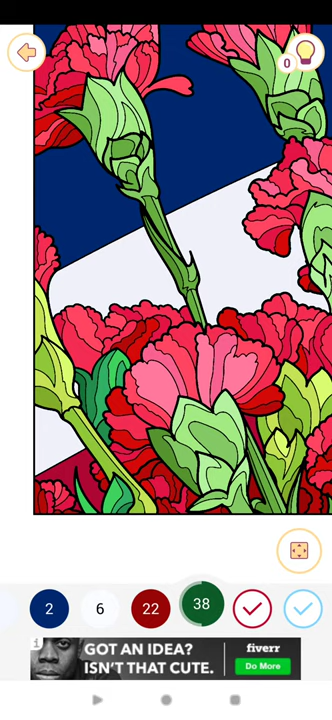 0
2
6
22
38
i
GOT AN IDEA?
ISN'T THAT CUTE.
fiverr
Do More